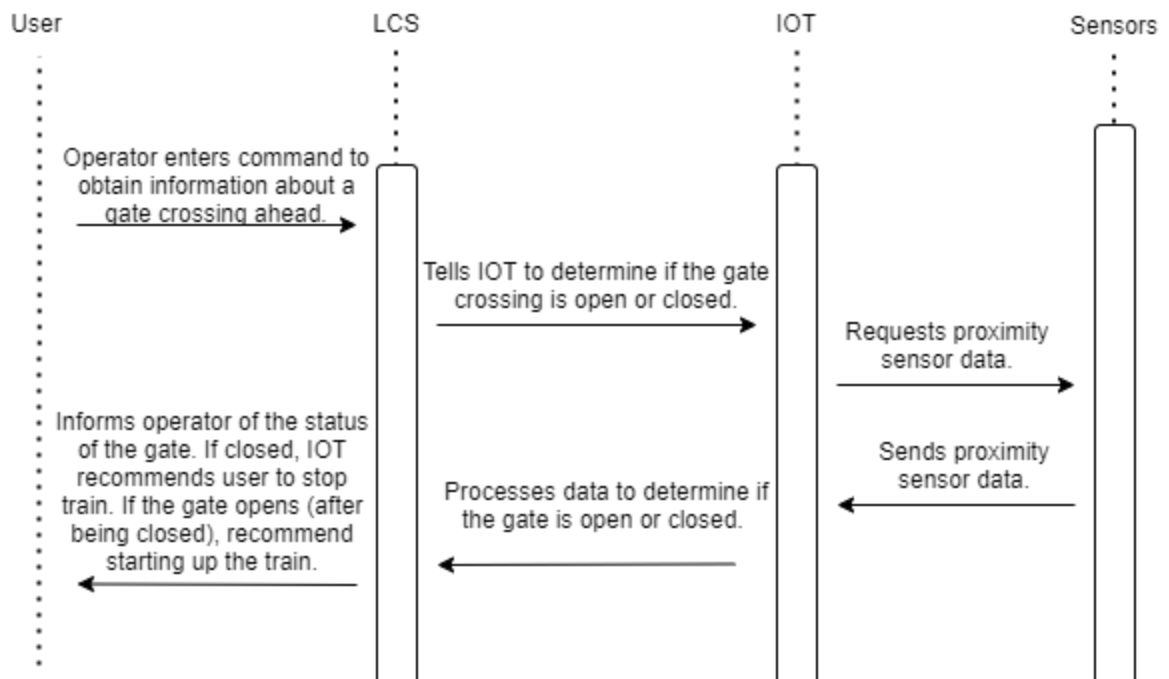 User
LCS
IOT
Sensors
Operator enters command to
obtain information about a
gate crossing ahead.
Tells IOT to determine if the gate
crossing is open or closed.
Requests proximity
sensor data.
Sends proximity
sensor data.
Processes data to determine if
the gate is open or closed.
Informs operator of the status
of the gate. If closed, IOT
recommends user to stop
train. If the gate opens (after
being closed), recommend
starting up the train.